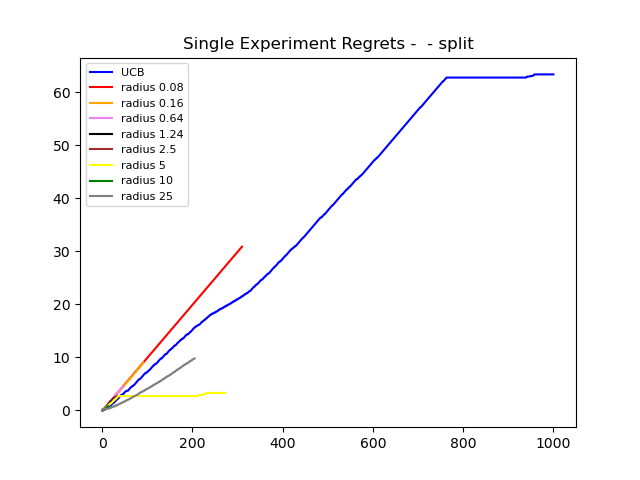 Single Experiment Regrets -  - split
UCB
radius 0.08
radius 0.16
radius 0.64
radius 1.24
radius 2.5
radius 5
radius 10
radius 25
60
50
40
30
20
10
0
0 200 400 600 800 1000